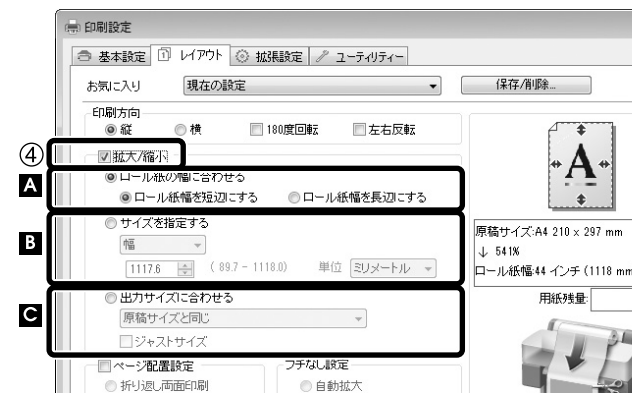 印刷設定
基本設定 レイアウト 拡張設定 ユーティリティー
お気に入り 現在の設定 保存/削除...
印刷方向
縦 横 180度回転 左右反転
④ 拡大/縮小
A ロール紙の幅に合わせる
ロール紙幅を短辺にする ロール紙幅を長辺にする
B サイズを指定する
幅
1117.6 ( 89.7 - 1118.0) 単位 ミリメートル
C 出力サイズに合わせる
原稿サイズと同じ
ジャストサイズ
ページ配置設定 フチなし設定
折り返し両面印刷 自動拡大
A
原稿サイズ:A4 210 x 297 mm
↓ 541%
ロール紙幅:44 インチ (1118 mm
用紙残量: